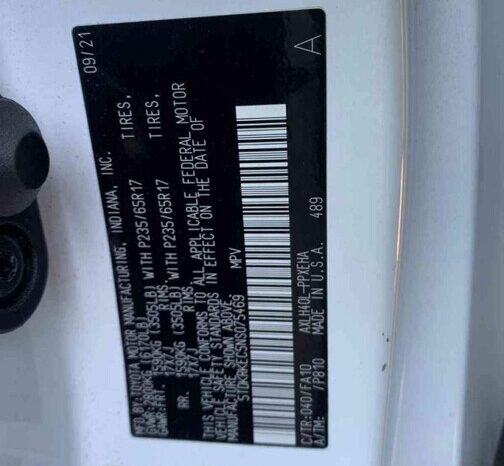 MFD. BY: TOYOTA MOTOR MANUFACTURING, INDIANA, INC. 09/21
GVWR: 2800KG (6170LB)
GAWR: FRT. 1590KG (3505LB) WITH P235/65R17 TIRES,
17X7J RIMS.
RR. 1590KG (3505LB) WITH P235/65R17 TIRES,
17X7J RIMS.
THIS VEHICLE CONFORMS TO ALL APPLICABLE FEDERAL MOTOR
VEHICLE SAFETY STANDARDS IN EFFECT ON THE DATE OF
MANUFACTURE SHOWN ABOVE.
MPV
C/TR:040/FA10 AXLH40L-PPXEHA
A/TM: /P810 MADE IN U.S.A. 489
A